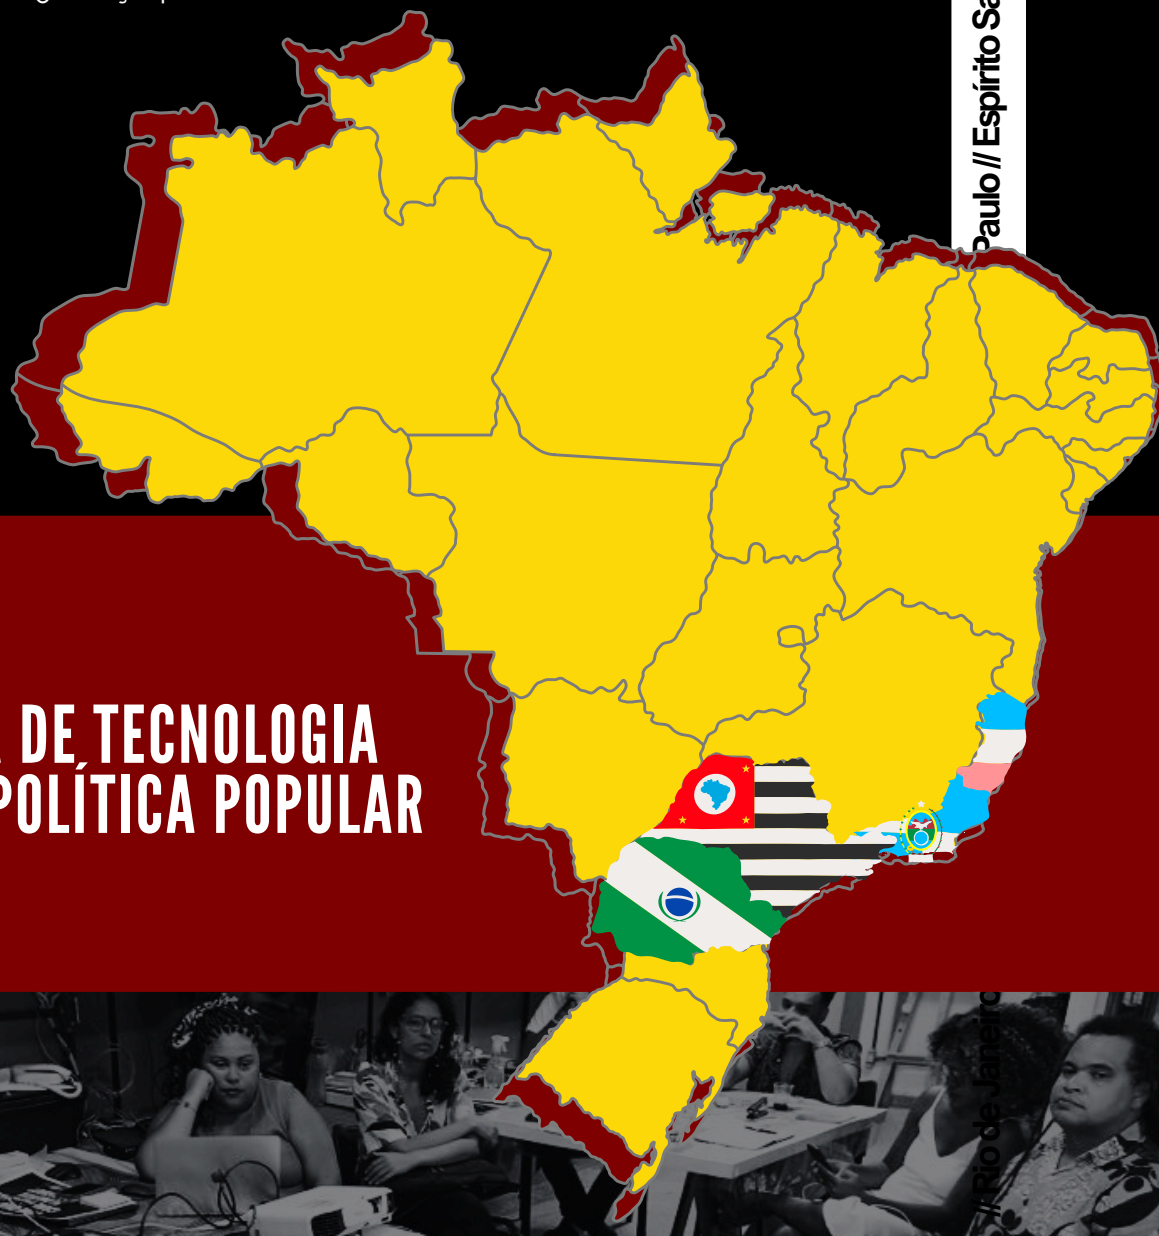 DE TECNOLOGIA
POLÍTICA POPULAR
Paulo // Espírito Sa
// Rio de Janeiro